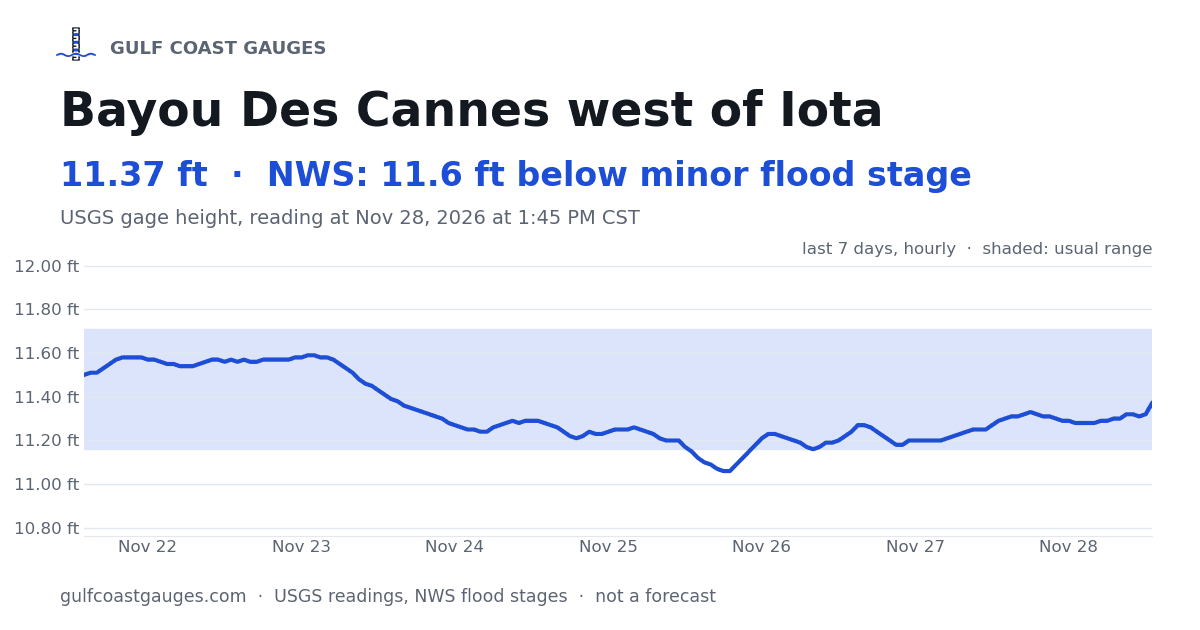 GULF COAST GAUGES
Bayou Des Cannes west of Iota
11.37 ft · NWS: 11.6 ft below minor flood stage
USGS gage height, reading at Nov 28, 2026 at 1:45 PM CST
last 7 days, hourly · shaded: usual range
12.00 ft
11.80 ft
11.60 ft
11.40 ft
11.20 ft
11.00 ft
10.80 ft
Nov 22 Nov 23 Nov 24 Nov 25 Nov 26 Nov 27 Nov 28
gulfcoastgauges.com · USGS readings, NWS flood stages · not a forecast